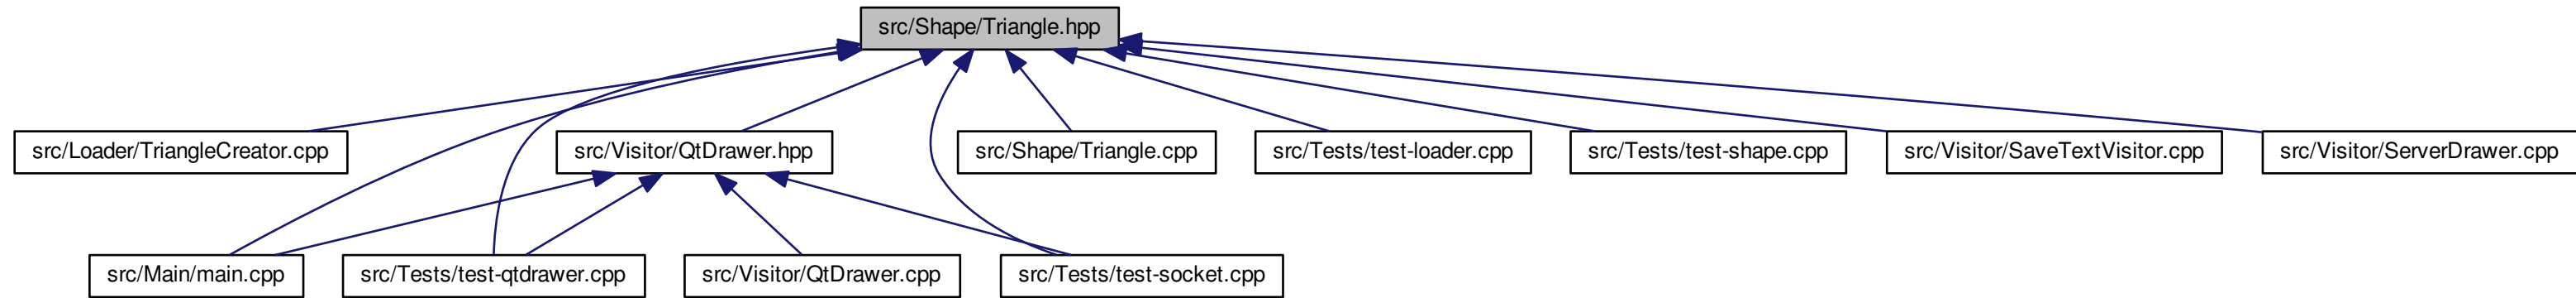 src/Shape/Triangle.hpp
src/Loader/TriangleCreator.cpp
src/Visitor/QtDrawer.hpp
src/Shape/Triangle.cpp
src/Tests/test-loader.cpp
src/Tests/test-shape.cpp
src/Visitor/SaveTextVisitor.cpp
src/Visitor/ServerDrawer.cpp
src/Main/main.cpp
src/Tests/test-qtdrawer.cpp
src/Visitor/QtDrawer.cpp
src/Tests/test-socket.cpp